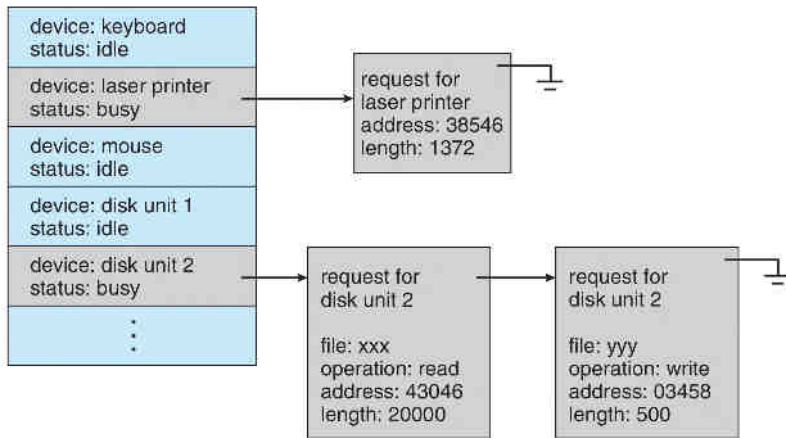 device: keyboard
status: idle
device: laser printer
status: busy
device: mouse
status: idle
device: disk unit 1
status: idle
device: disk unit 2
status: busy
request for
laser printer
address: 38546
length: 1372
request for
disk unit 2
file: xxx
operation: read
address: 43046
length: 20000
request for
disk unit 2
file: yyy
operation: write
address: 03458
length: 500